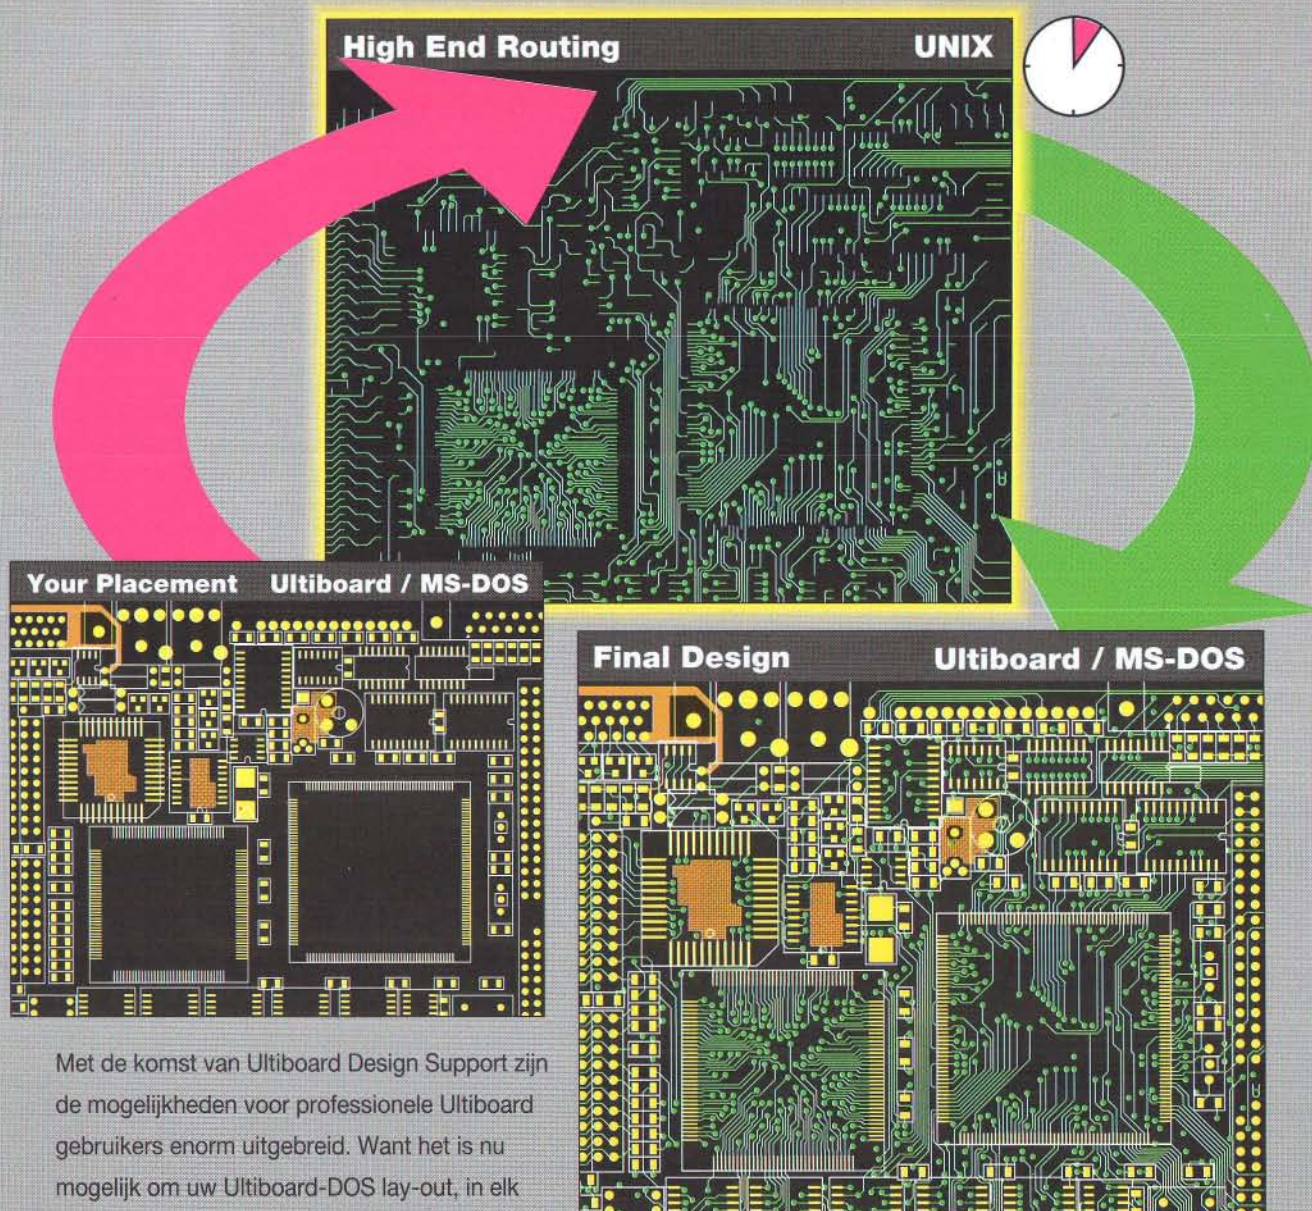 High End Routing UNIX
Your Placement Ultiboard / MS-DOS
Final Design Ultiboard / MS-DOS
Met de komst van Ultiboard Design Support zijn
de mogelijkheden voor professionele Ultiboard
gebruikers enorm uitgebreid. Want het is nu
mogelijk om uw Ultiboard-DOS lay-out, in elk